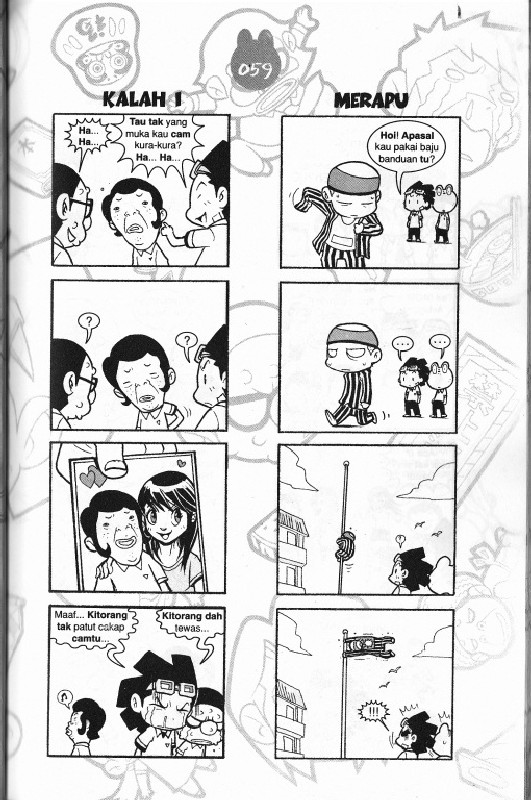 059
KALAH 1
Ha...
Ha...
Tau tak yang
muka kau cam
kura-kura?
Ha... Ha...
?
?
Maaf... Kitorang
tak patut cakap
camtu...
Kitorang dah
tewas...
MERAPU
Hoi! Apasal
kau pakai baju
banduan tu?
...
...
!
!!!